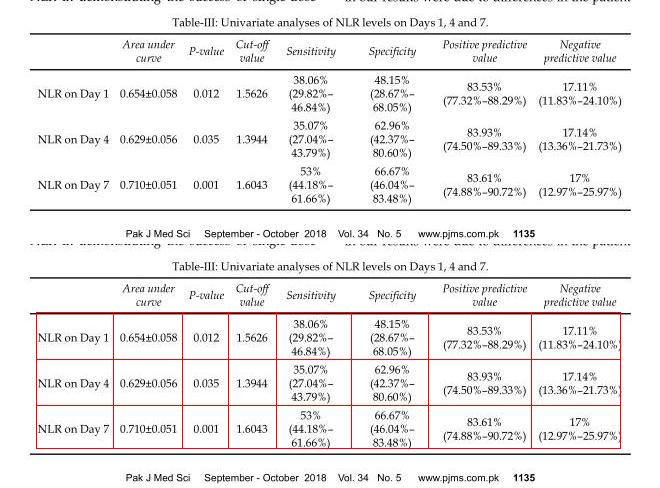 Table-III: Univariate analyses of NLR levels on Days 1, 4 and 7.
Area under curve P-value Cut-off value Sensitivity Specificity Positive predictive value Negative predictive value
NLR on Day 1 0.654±0.058 0.012 1.5626 38.06% (29.82%– 46.84%) 48.15% (28.67%– 68.05%) 83.53% (77.32%–88.29%) 17.11% (11.83%–24.10%)
NLR on Day 4 0.629±0.056 0.035 1.3944 35.07% (27.04%– 43.79%) 62.96% (42.37%– 80.60%) 83.93% (74.50%–89.33%) 17.14% (13.36%–21.73%)
NLR on Day 7 0.710±0.051 0.001 1.6043 53% (44.18%– 61.66%) 66.67% (46.04%– 83.48%) 83.61% (74.88%–90.72%) 17% (12.97%–25.97%)
Pak J Med Sci September - October 2018 Vol. 34 No. 5 www.pjms.com.pk 1135
Table-III: Univariate analyses of NLR levels on Days 1, 4 and 7.
Area under curve P-value Cut-off value Sensitivity Specificity Positive predictive value Negative predictive value
NLR on Day 1 0.654±0.058 0.012 1.5626 38.06% (29.82%– 46.84%) 48.15% (28.67%– 68.05%) 83.53% (77.32%–88.29%) 17.11% (11.83%–24.10%)
NLR on Day 4 0.629±0.056 0.035 1.3944 35.07% (27.04%– 43.79%) 62.96% (42.37%– 80.60%) 83.93% (74.50%–89.33%) 17.14% (13.36%–21.73%)
NLR on Day 7 0.710±0.051 0.001 1.6043 53% (44.18%– 61.66%) 66.67% (46.04%– 83.48%) 83.61% (74.88%–90.72%) 17% (12.97%–25.97%)
Pak J Med Sci September - October 2018 Vol. 34 No. 5 www.pjms.com.pk 1135